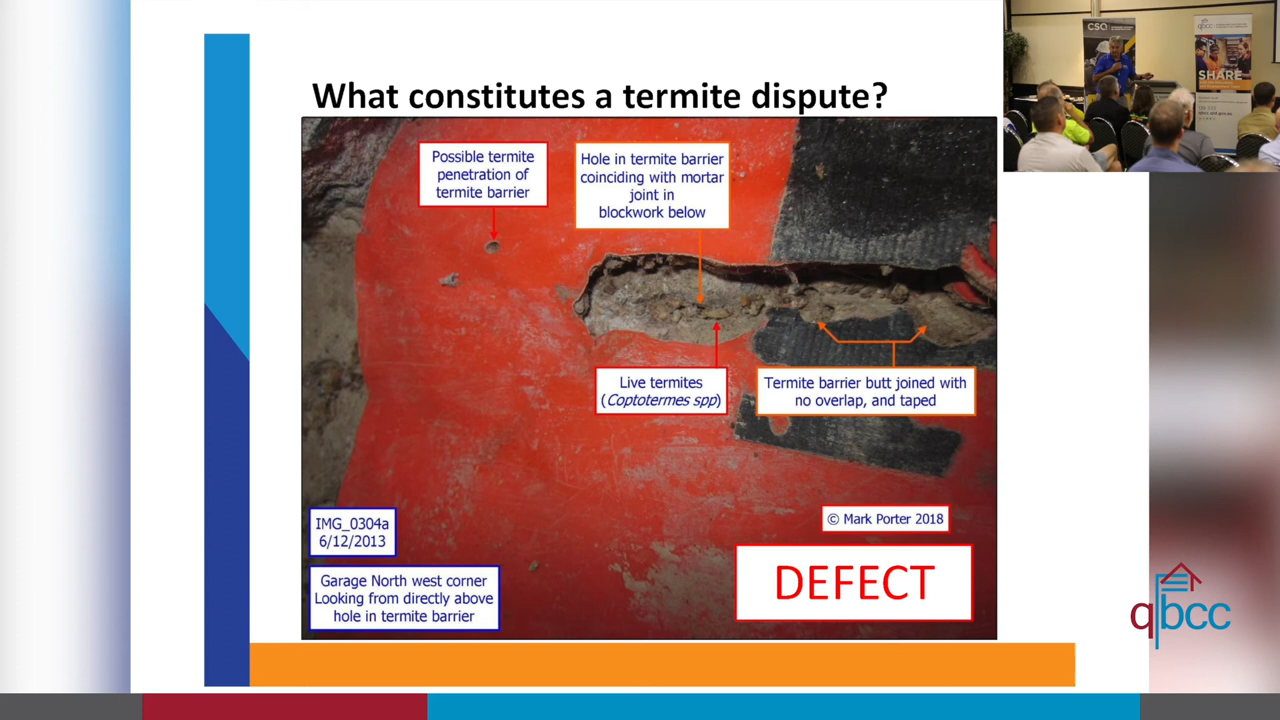 What constitutes a termite dispute?
Possible termite
penetration of
termite barrier
Hole in termite barrier
coinciding with mortar
joint in
blockwork below
Live termites
(Coptotermes spp)
Termite barrier butt joined with
no overlap, and taped
IMG_0304a
6/12/2013
© Mark Porter 2018
Garage North west corner
Looking from directly above
hole in termite barrier
DEFECT
CSQ
qbcc
SHARE
qbcc